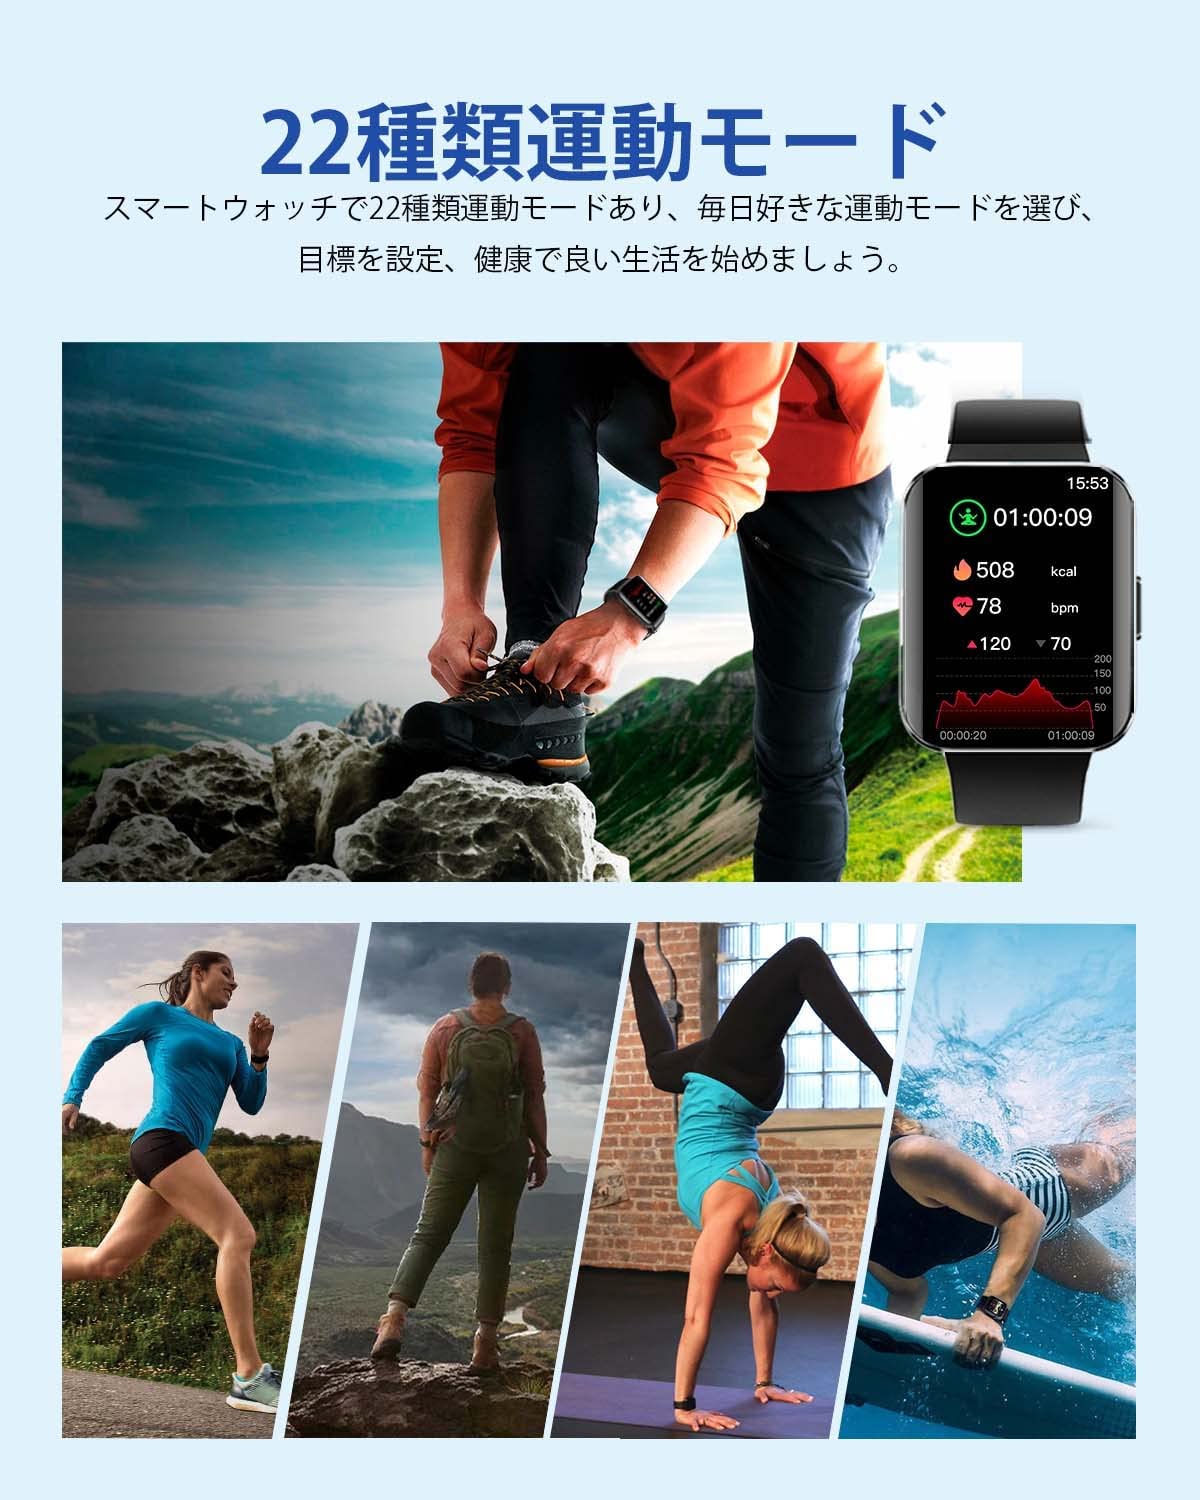 22種類運動モード
スマートウォッチで22種類運動モードあり、毎日好きな運動モードを選び、
目標を設定、健康で良い生活を始めましょう。
15:53
01:00:09
508 kcal
78 bpm
120 70
200
150
100
50
00:00:20 01:00:09